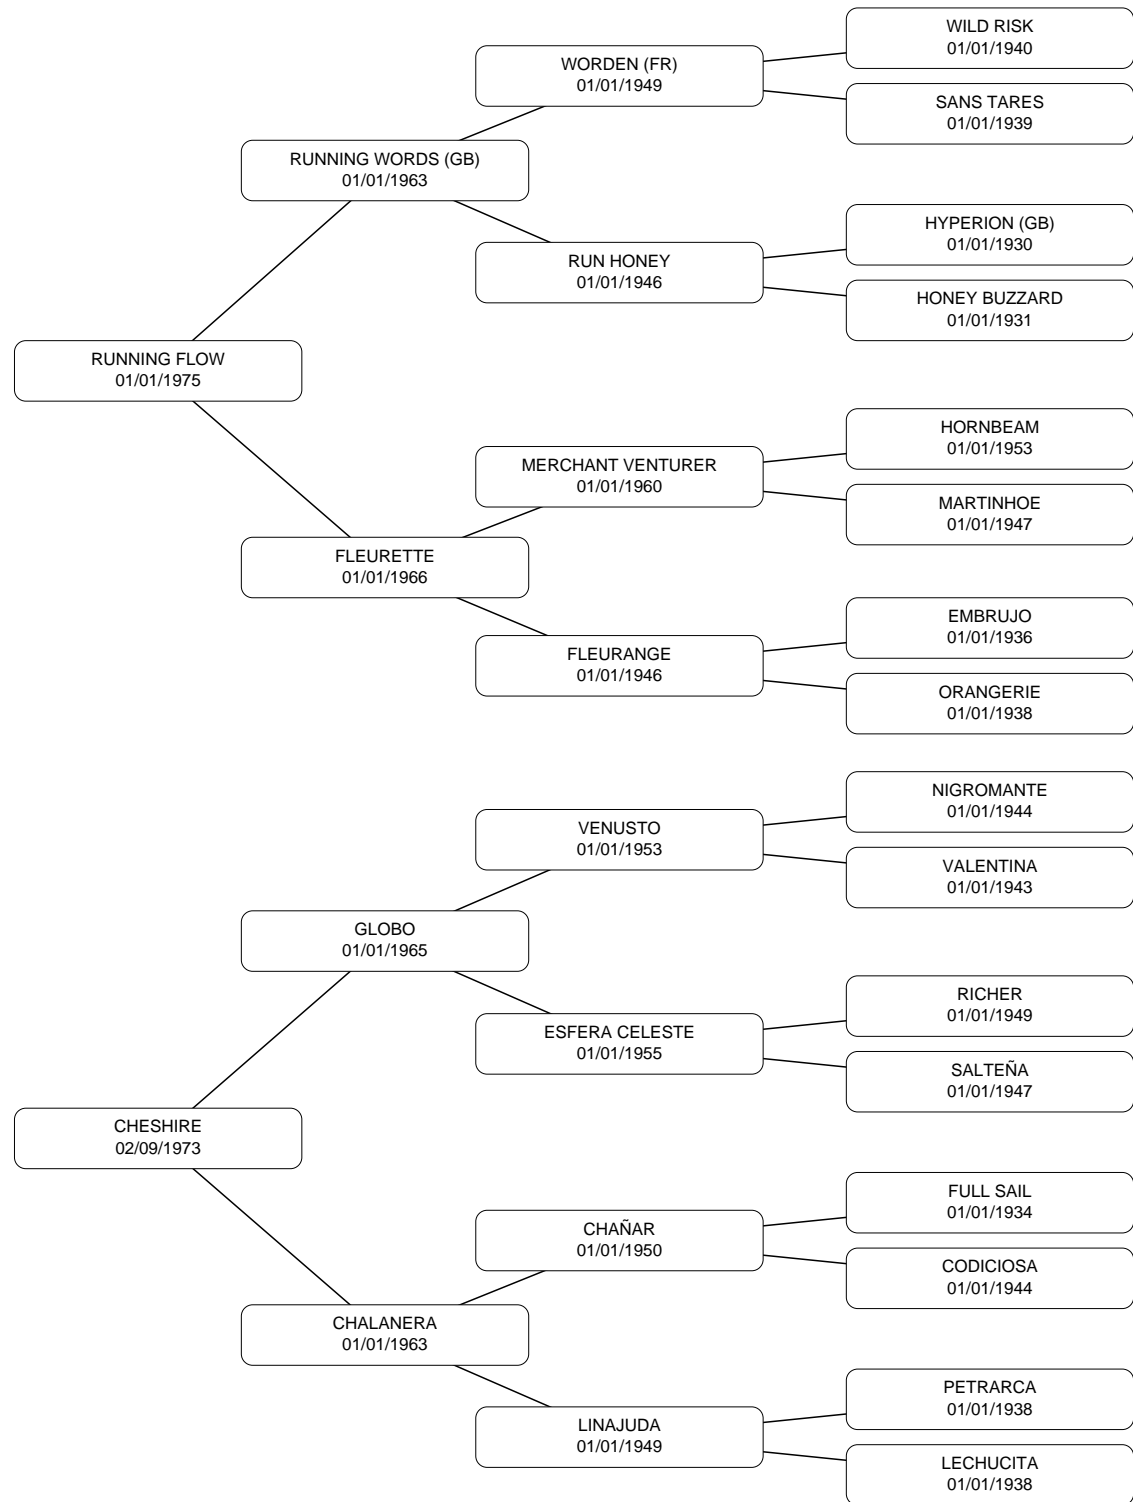 WILD RISK
01/01/1940
WORDEN (FR)
01/01/1949
SANS TARES
01/01/1939
RUNNING WORDS (GB)
01/01/1963
HYPERION (GB)
01/01/1930
RUN HONEY
01/01/1946
HONEY BUZZARD
01/01/1931
RUNNING FLOW
01/01/1975
HORNBEAM
01/01/1953
MERCHANT VENTURER
01/01/1960
MARTINHOE
01/01/1947
FLEURETTE
01/01/1966
EMBRUJO
01/01/1936
FLEURANGE
01/01/1946
ORANGERIE
01/01/1938
NIGROMANTE
01/01/1944
VENUSTO
01/01/1953
VALENTINA
01/01/1943
GLOBO
01/01/1965
RICHER
01/01/1949
ESFERA CELESTE
01/01/1955
SALTEÑA
01/01/1947
CHESHIRE
02/09/1973
FULL SAIL
01/01/1934
CHAÑAR
01/01/1950
CODICIOSA
01/01/1944
CHALANERA
01/01/1963
PETRARCA
01/01/1938
LINAJUDA
01/01/1949
LECHUCITA
01/01/1938